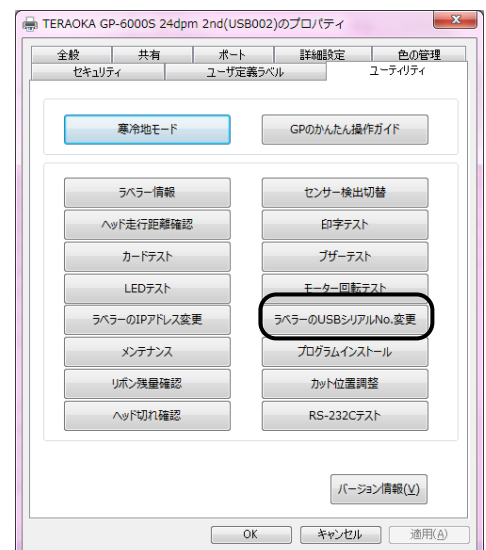 TERAOKA GP-6000S 24dpm 2nd(USB002)のプロパティ
全般 共有 ポート 詳細設定 色の管理
セキュリティ ユーザ定義ラベル ユーティリティ
寒冷地モード GPのかんたん操作ガイド
ラベラー情報 センサー検出切替
ヘッド走行距離確認 印字テスト
カードテスト ブザーテスト
LEDテスト モーター回転テスト
ラベラーのIPアドレス変更 ラベラーのUSBシリアルNo.変更
メンテナンス プログラムインストール
リボン残量確認 カット位置調整
ヘッド切れ確認 RS-232Cテスト
バージョン情報(V)
OK キャンセル 適用(A)